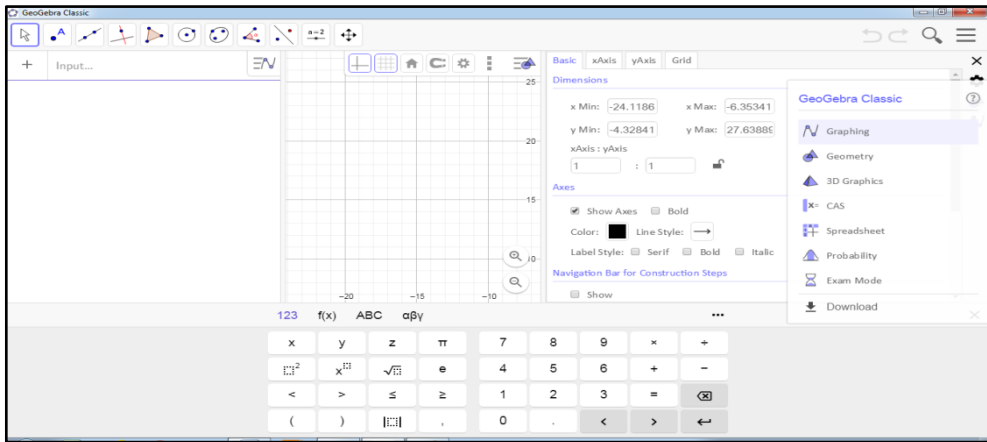 GeoGebra Classic
a=2
+ Input...
Basic xAxis yAxis Grid
Dimensions
x Min: -24.1186 x Max: -6.35341
y Min: -4.32841 y Max: 27.63889
xAxis : yAxis
1 : 1
Axes
Show Axes Bold
Color: Line Style:
Label Style: Serif Bold Italic
Navigation Bar for Construction Steps
Show
25
20
15
10
-20 -15 -10
GeoGebra Classic
Graphing
Geometry
3D Graphics
x= CAS
Spreadsheet
Probability
Exam Mode
Download
123 f(x) ABC αβγ ...
x y z π 7 8 9 × ÷
□² x□ √□ e 4 5 6 + −
< > ≤ ≥ 1 2 3 =
( ) |□| , 0 . < >